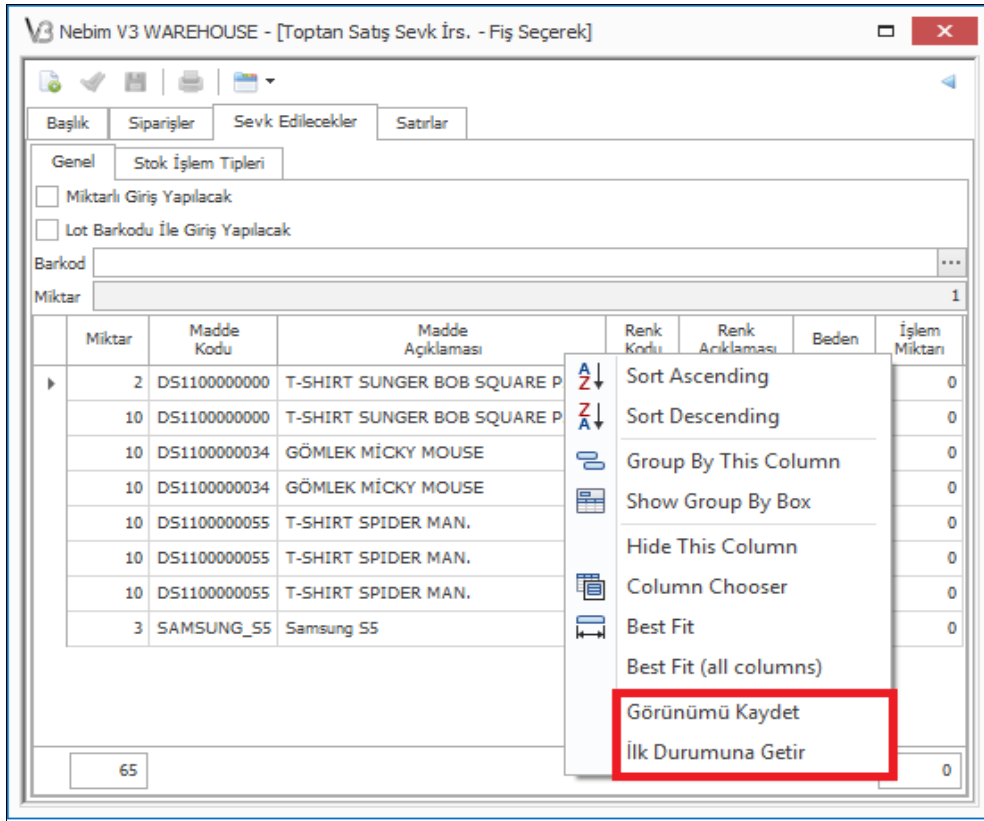 Nebim V3 WAREHOUSE - [Toptan Satış Sevk İrs. - Fiş Seçerek]
Başlık Siparişler Sevk Edilecekler Satırlar
Genel Stok İşlem Tipleri
Miktarlı Giriş Yapılacak
Lot Barkodu İle Giriş Yapılacak
Barkod ...
Miktar 1
Miktar Madde Kodu Madde Açıklaması Renk Kodu Renk Açıklaması Beden İşlem Miktarı
2 DS1100000000 T-SHIRT SUNGER BOB SQUARE P 0
10 DS1100000000 T-SHIRT SUNGER BOB SQUARE P 0
10 DS1100000034 GÖMLEK MİCKY MOUSE 0
10 DS1100000034 GÖMLEK MİCKY MOUSE 0
10 DS1100000055 T-SHIRT SPIDER MAN. 0
10 DS1100000055 T-SHIRT SPIDER MAN. 0
10 DS1100000055 T-SHIRT SPIDER MAN. 0
3 SAMSUNG_S5 Samsung S5 0
65 0
Sort Ascending
Sort Descending
Group By This Column
Show Group By Box
Hide This Column
Column Chooser
Best Fit
Best Fit (all columns)
Görünümü Kaydet
İlk Durumuna Getir